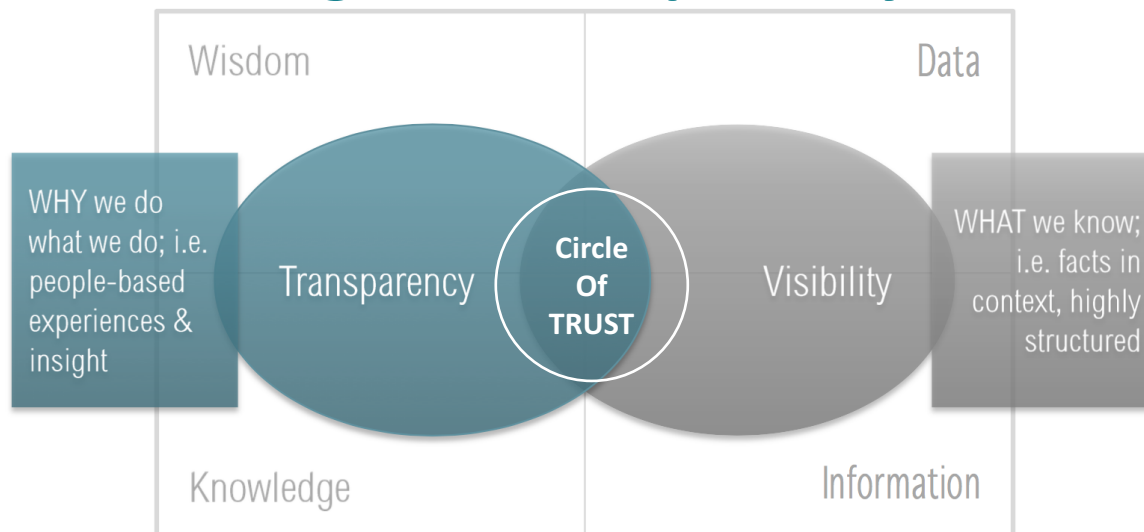 Wisdom
Data
WHY we do
what we do; i.e.
people-based
experiences &
insight
Transparency
Circle
Of
TRUST
Visibility
WHAT we know;
i.e. facts in
context, highly
structured
Knowledge
Information